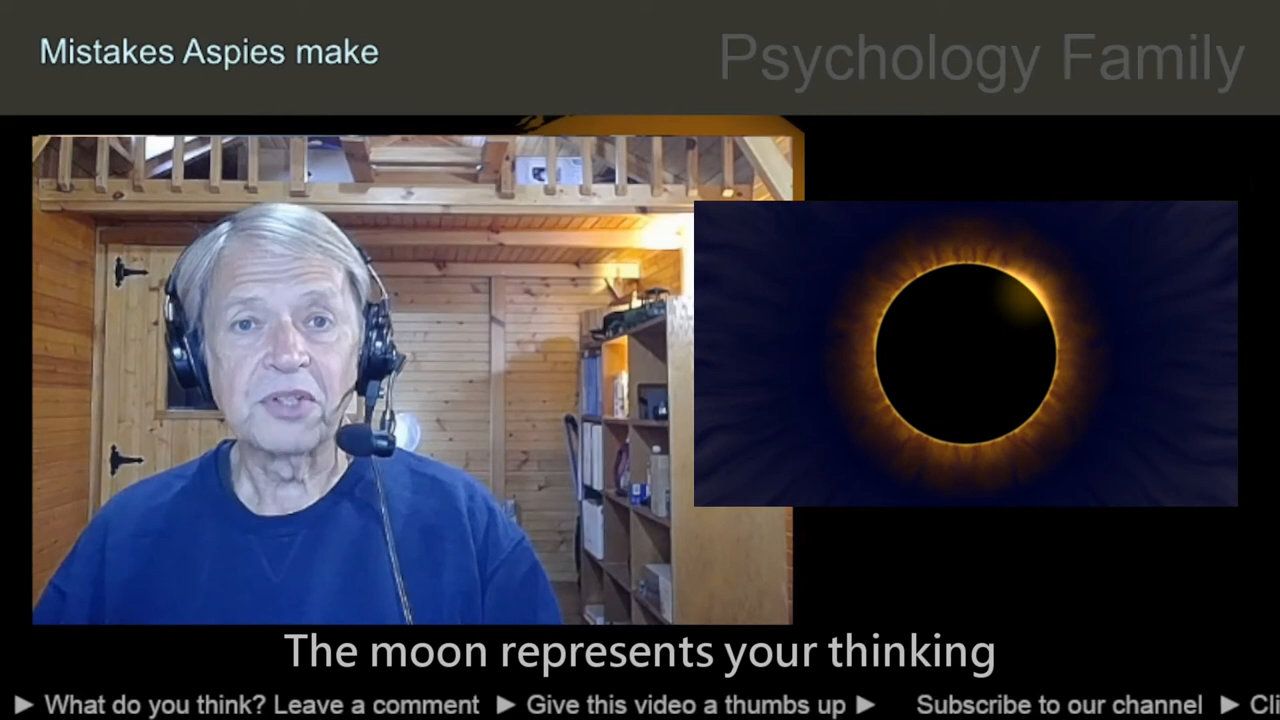 Mistakes Aspies make
Psychology Family
The moon represents your thinking
► What do you think? Leave a comment ► Give this video a thumbs up ► Subscribe to our channel ►